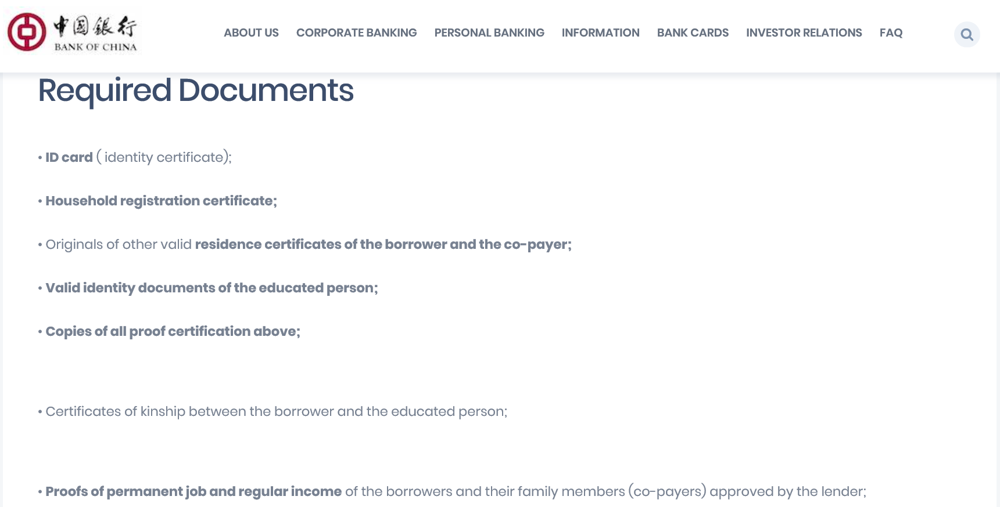 中國銀行
BANK OF CHINA
ABOUT US CORPORATE BANKING PERSONAL BANKING INFORMATION BANK CARDS INVESTOR RELATIONS FAQ
Required Documents
• ID card ( identity certificate);
• Household registration certificate;
• Originals of other valid residence certificates of the borrower and the co-payer;
• Valid identity documents of the educated person;
• Copies of all proof certification above;
• Certificates of kinship between the borrower and the educated person;
• Proofs of permanent job and regular income of the borrowers and their family members (co-payers) approved by the lender;